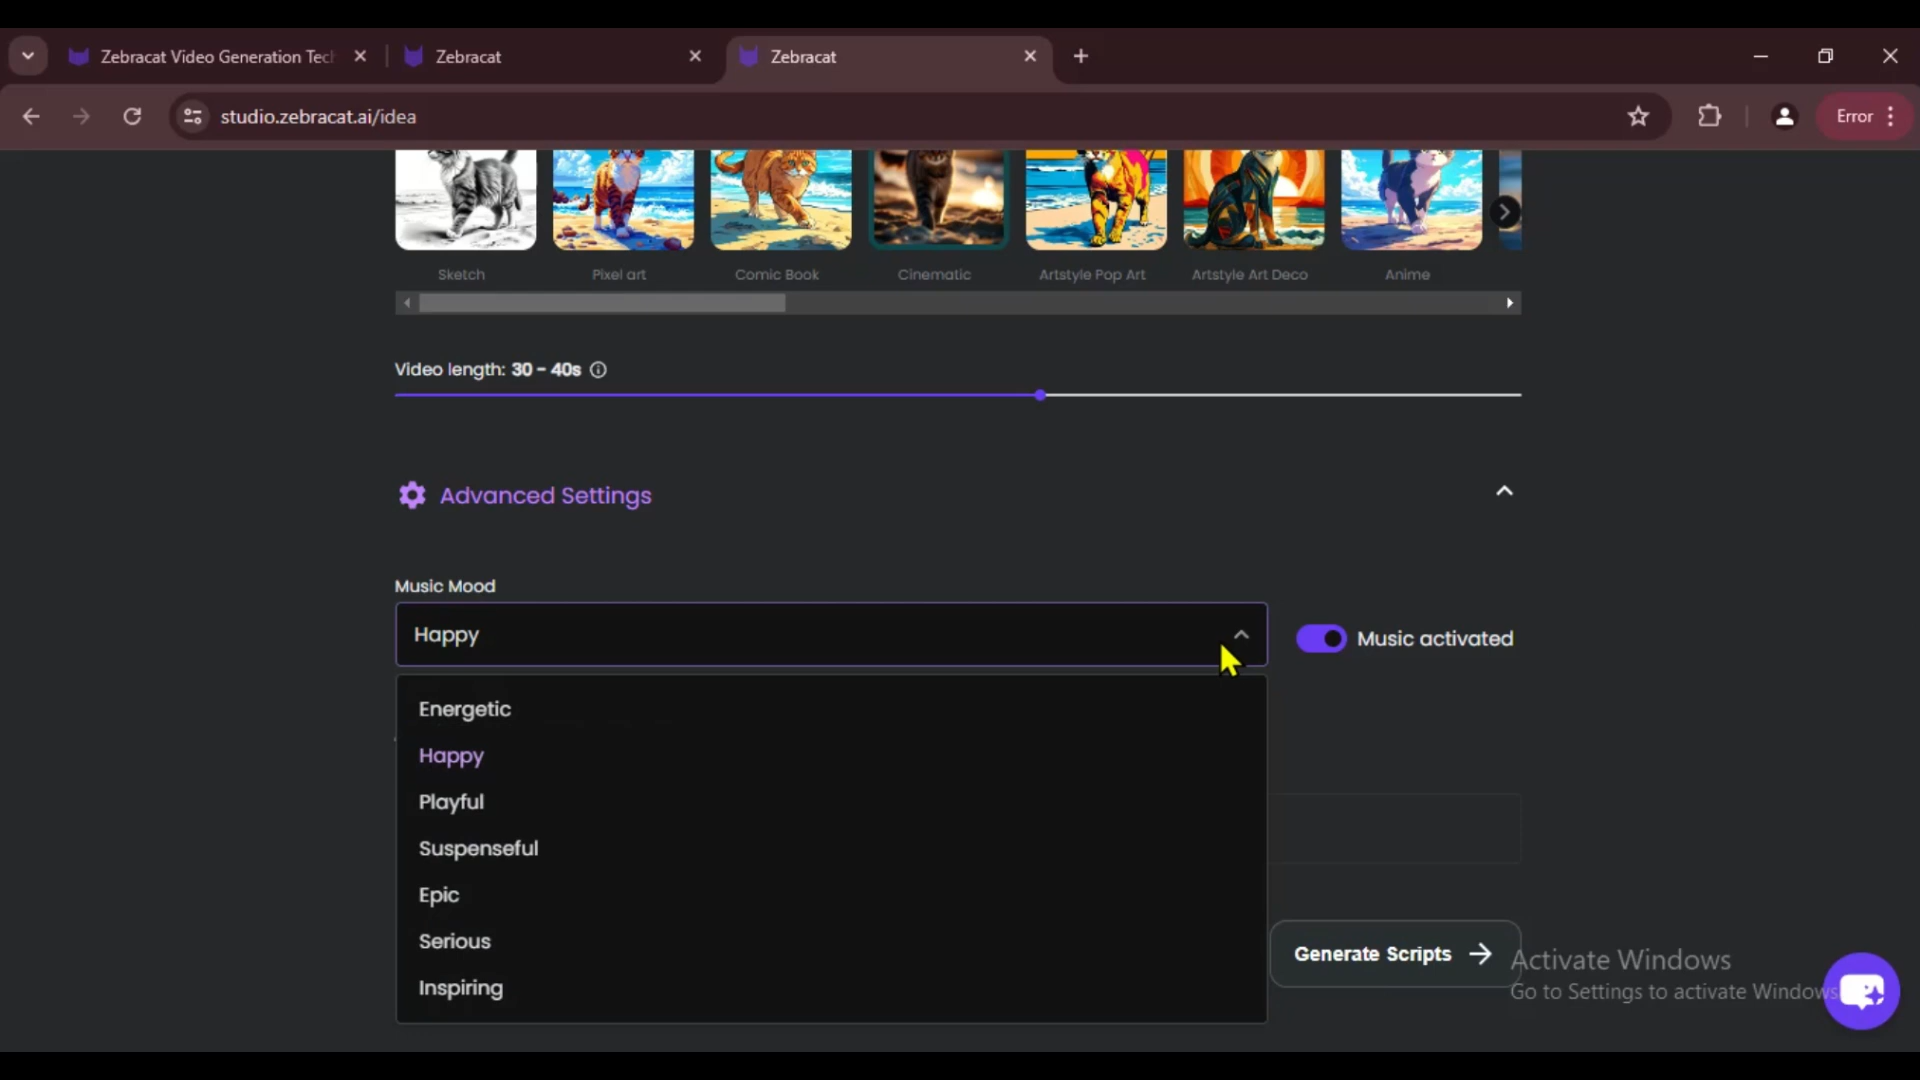 Zebracat Video Generation Tec
Zebracat
Zebracat
studio.zebracat.ai/idea
Error
Sketch
Pixel art
Comic Book
Cinematic
Artstyle Pop Art
Artstyle Art Deco
Anime
Video length: 30 - 40s
Advanced Settings
Music Mood
Happy
Music activated
Energetic
Happy
Playful
Suspenseful
Epic
Serious
Inspiring
Generate Scripts
Activate Windows
Go to Settings to activate Windows